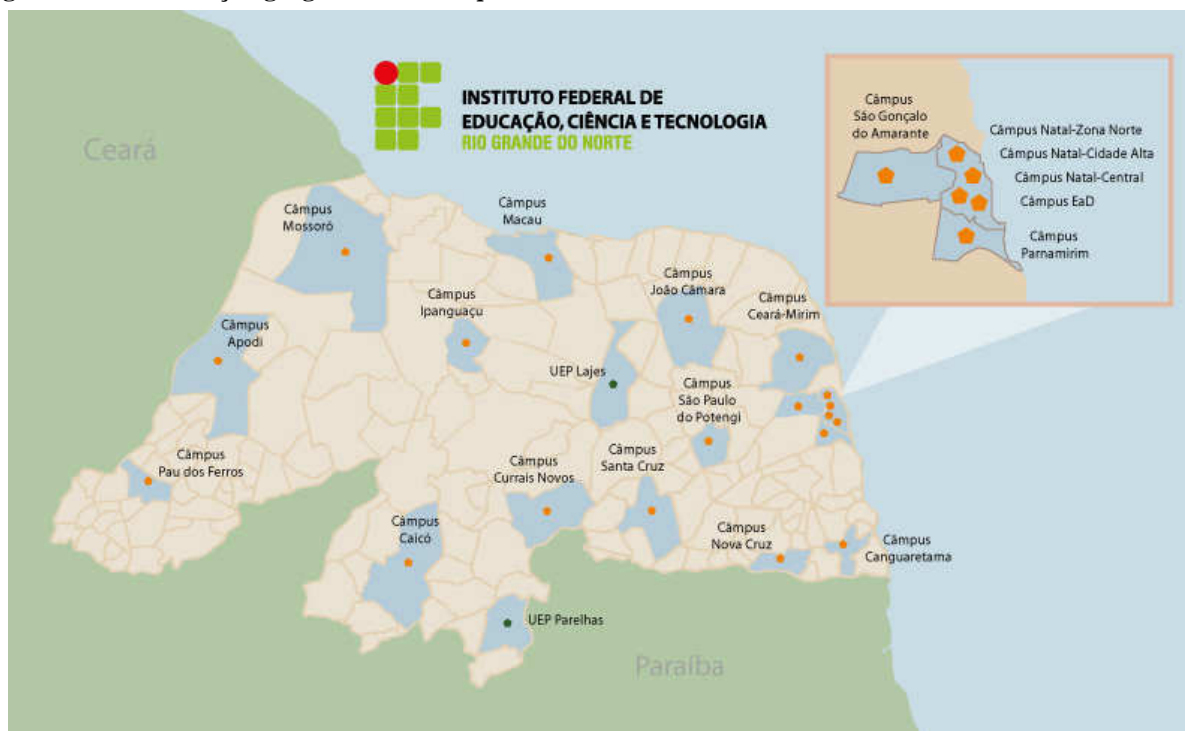 INSTITUTO FEDERAL DE
EDUCAÇÃO, CIÊNCIA E TECNOLOGIA
RIO GRANDE DO NORTE
Ceará
Câmpus
São Gonçalo
do Amarante
Câmpus Natal-Zona Norte
Câmpus Natal-Cidade Alta
Câmpus Natal-Central
Câmpus EaD
Câmpus
Parnamirim
Câmpus
Mossoró
Câmpus
Macau
Câmpus
João Câmara
Câmpus
Ceará-Mirim
Câmpus
Ipanguaçu
Câmpus
Apodi
UEP Lajes
Câmpus
São Paulo
do Potengi
Câmpus
Pau dos Ferros
Câmpus
Currais Novos
Câmpus
Santa Cruz
Câmpus
Caicó
Câmpus
Nova Cruz
Câmpus
Canguaretama
UEP Parelhas
Paraíba